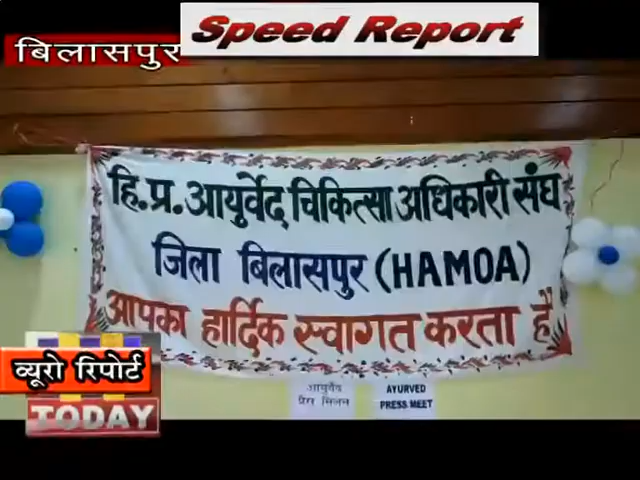 Speed Report
बिलासपुर
हि.प्र.आयुर्वेद चिकित्सा अधिकारी संघ
जिला बिलासपुर (HAMOA)
आपका हार्दिक स्वागत करता है
आयुर्वेद
प्रेस मिलन
AYURVED
PRESS MEET
व्यूरो रिपोर्ट
TODAY